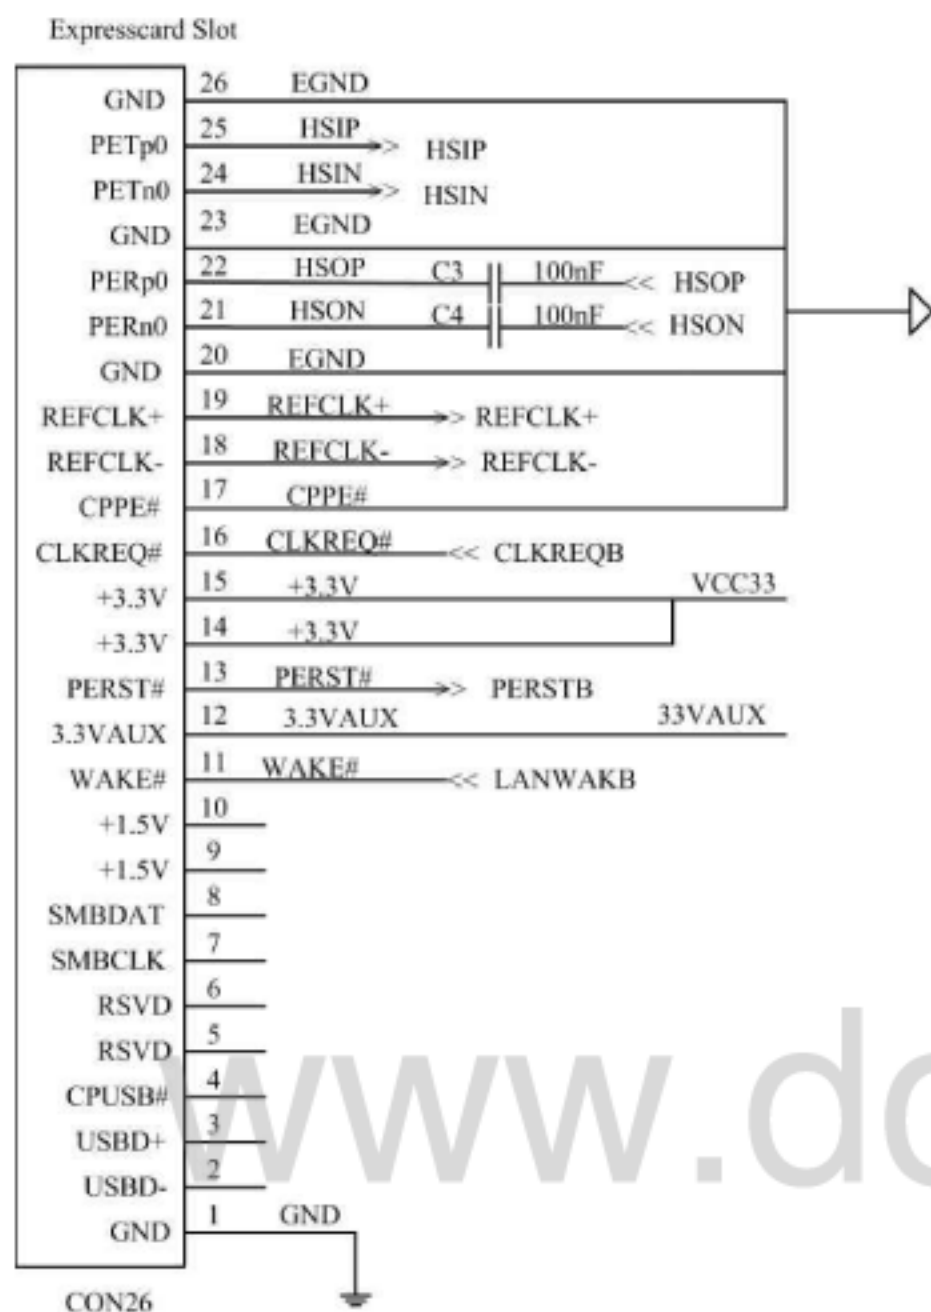 Expresscard Slot
GND 26 EGND
PETp0 25 HSIP HSIP
PETn0 24 HSIN HSIN
GND 23 EGND
PERp0 22 HSOP C3 100nF HSOP
PERn0 21 HSON C4 100nF HSON
GND 20 EGND
REFCLK+ 19 REFCLK+ REFCLK+
REFCLK- 18 REFCLK- REFCLK-
CPPE# 17 CPPE#
CLKREQ# 16 CLKREQ# CLKREQB
+3.3V 15 +3.3V VCC33
+3.3V 14 +3.3V
PERST# 13 PERST# PERSTB
3.3VAUX 12 3.3VAUX 33VAUX
WAKE# 11 WAKE# LANWAKB
+1.5V 10
+1.5V 9
SMBDAT 8
SMBCLK 7
RSVD 6
RSVD 5
CPUSB# 4
USBD+ 3
USBD- 2
GND 1 GND
CON26